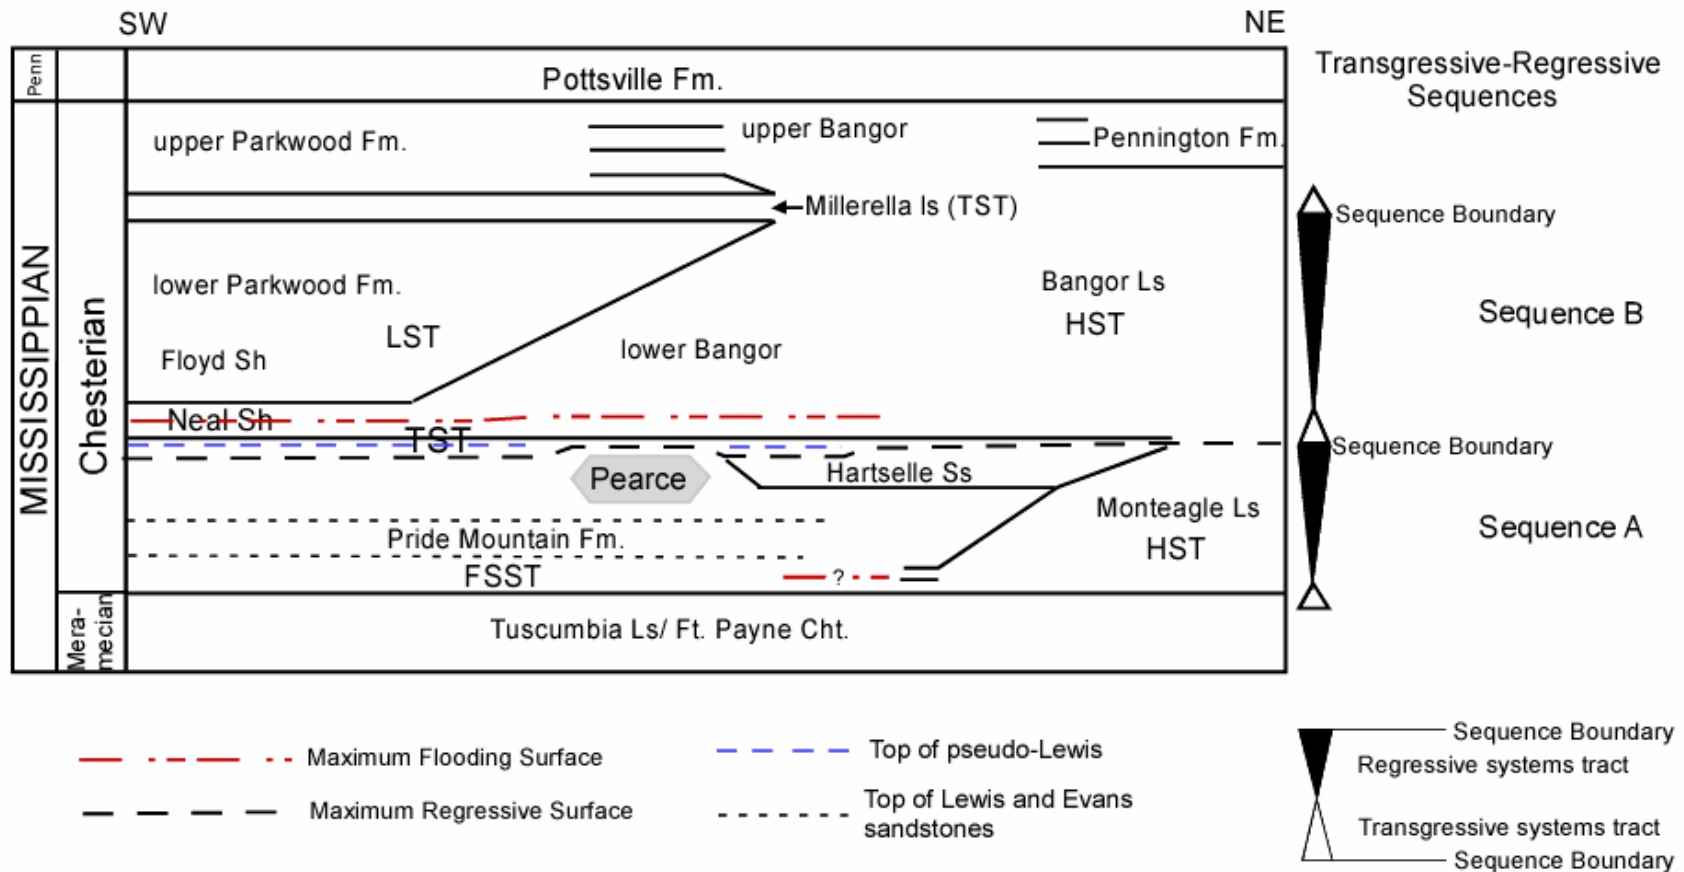 SW
NE
Penn
Pottsville Fm.
Transgressive-Regressive
Sequences
MISSISSIPPIAN
Chesterian
upper Parkwood Fm.
upper Bangor
Pennington Fm.
Millerella ls (TST)
Sequence Boundary
lower Parkwood Fm.
Bangor Ls
HST
LST
Sequence B
Floyd Sh
lower Bangor
Neal Sh
TST
Sequence Boundary
Pearce
Hartselle Ss
Monteagle Ls
HST
Sequence A
Pride Mountain Fm.
FSST
?
Mera-
mecian
Tuscumbia Ls/ Ft. Payne Cht.
Maximum Flooding Surface
Top of pseudo-Lewis
Maximum Regressive Surface
Top of Lewis and Evans
sandstones
Sequence Boundary
Regressive systems tract
Transgressive systems tract
Sequence Boundary